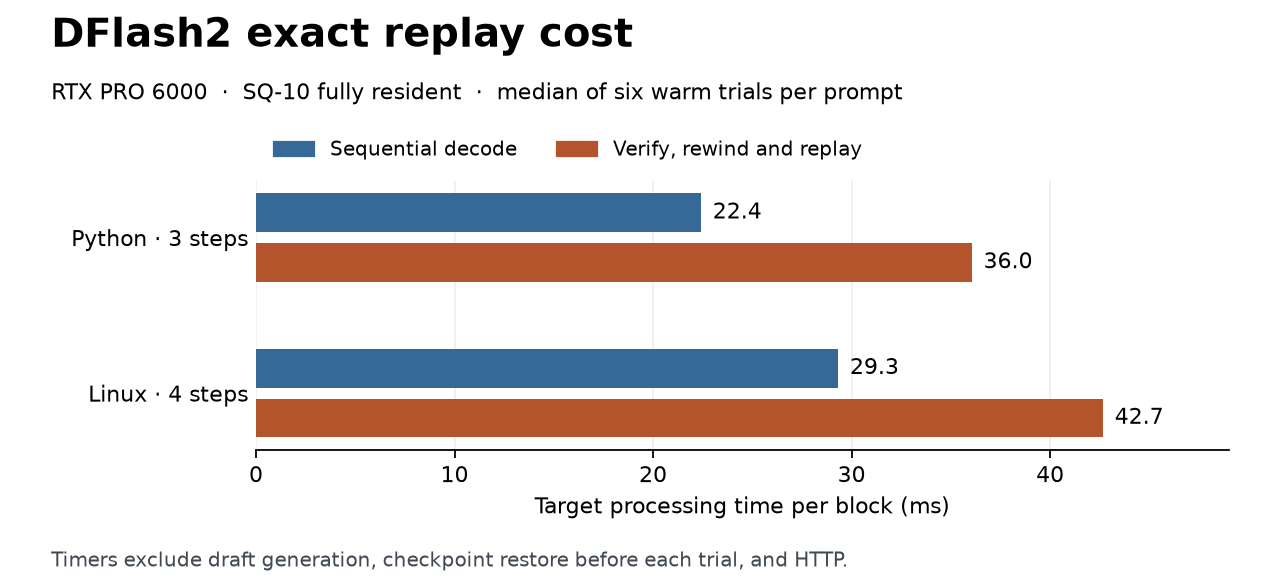 DFlash2 exact replay cost
RTX PRO 6000 · SQ-10 fully resident · median of six warm trials per prompt
Sequential decode
Verify, rewind and replay
Python · 3 steps
22.4
36.0
Linux · 4 steps
29.3
42.7
0 10 20 30 40
Target processing time per block (ms)
Timers exclude draft generation, checkpoint restore before each trial, and HTTP.